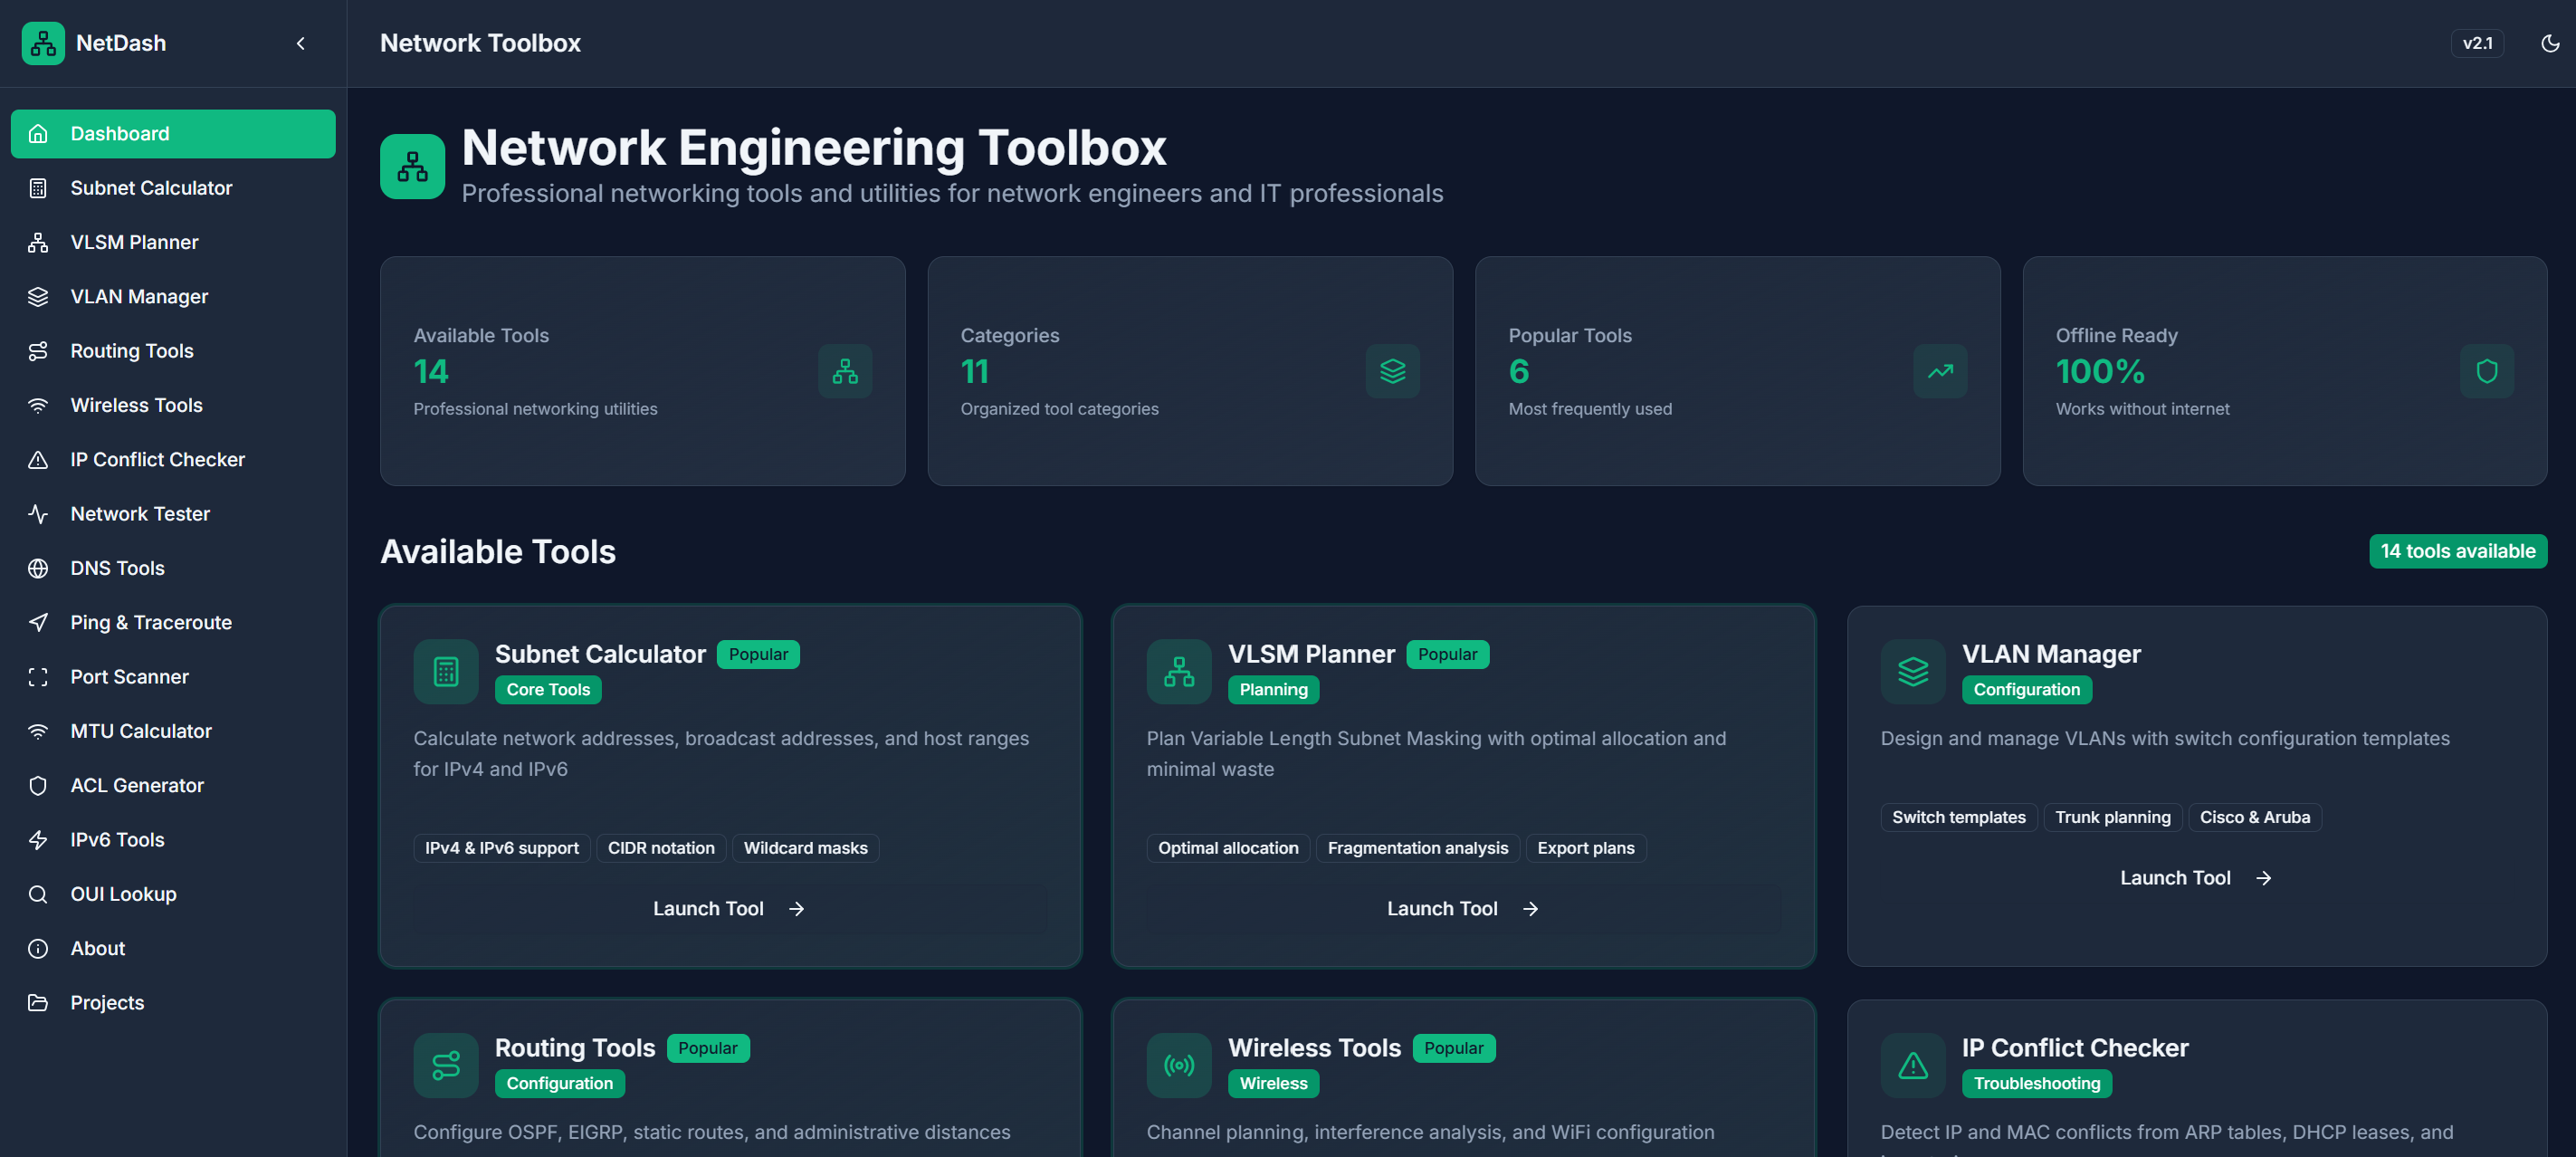 NetDash
Dashboard
Subnet Calculator
VLSM Planner
VLAN Manager
Routing Tools
Wireless Tools
IP Conflict Checker
Network Tester
DNS Tools
Ping & Traceroute
Port Scanner
MTU Calculator
ACL Generator
IPv6 Tools
OUI Lookup
About
Projects
Network Toolbox
v2.1
Network Engineering Toolbox
Professional networking tools and utilities for network engineers and IT professionals
Available Tools
14
Professional networking utilities
Categories
11
Organized tool categories
Popular Tools
6
Most frequently used
Offline Ready
100%
Works without internet
Available Tools
14 tools available
Subnet Calculator Popular
Core Tools
Calculate network addresses, broadcast addresses, and host ranges
for IPv4 and IPv6
IPv4 & IPv6 support CIDR notation Wildcard masks
Launch Tool
VLSM Planner Popular
Planning
Plan Variable Length Subnet Masking with optimal allocation and
minimal waste
Optimal allocation Fragmentation analysis Export plans
Launch Tool
VLAN Manager
Configuration
Design and manage VLANs with switch configuration templates
Switch templates Trunk planning Cisco & Aruba
Launch Tool
Routing Tools Popular
Configuration
Configure OSPF, EIGRP, static routes, and administrative distances
Wireless Tools Popular
Wireless
Channel planning, interference analysis, and WiFi configuration
IP Conflict Checker
Troubleshooting
Detect IP and MAC conflicts from ARP tables, DHCP leases, and